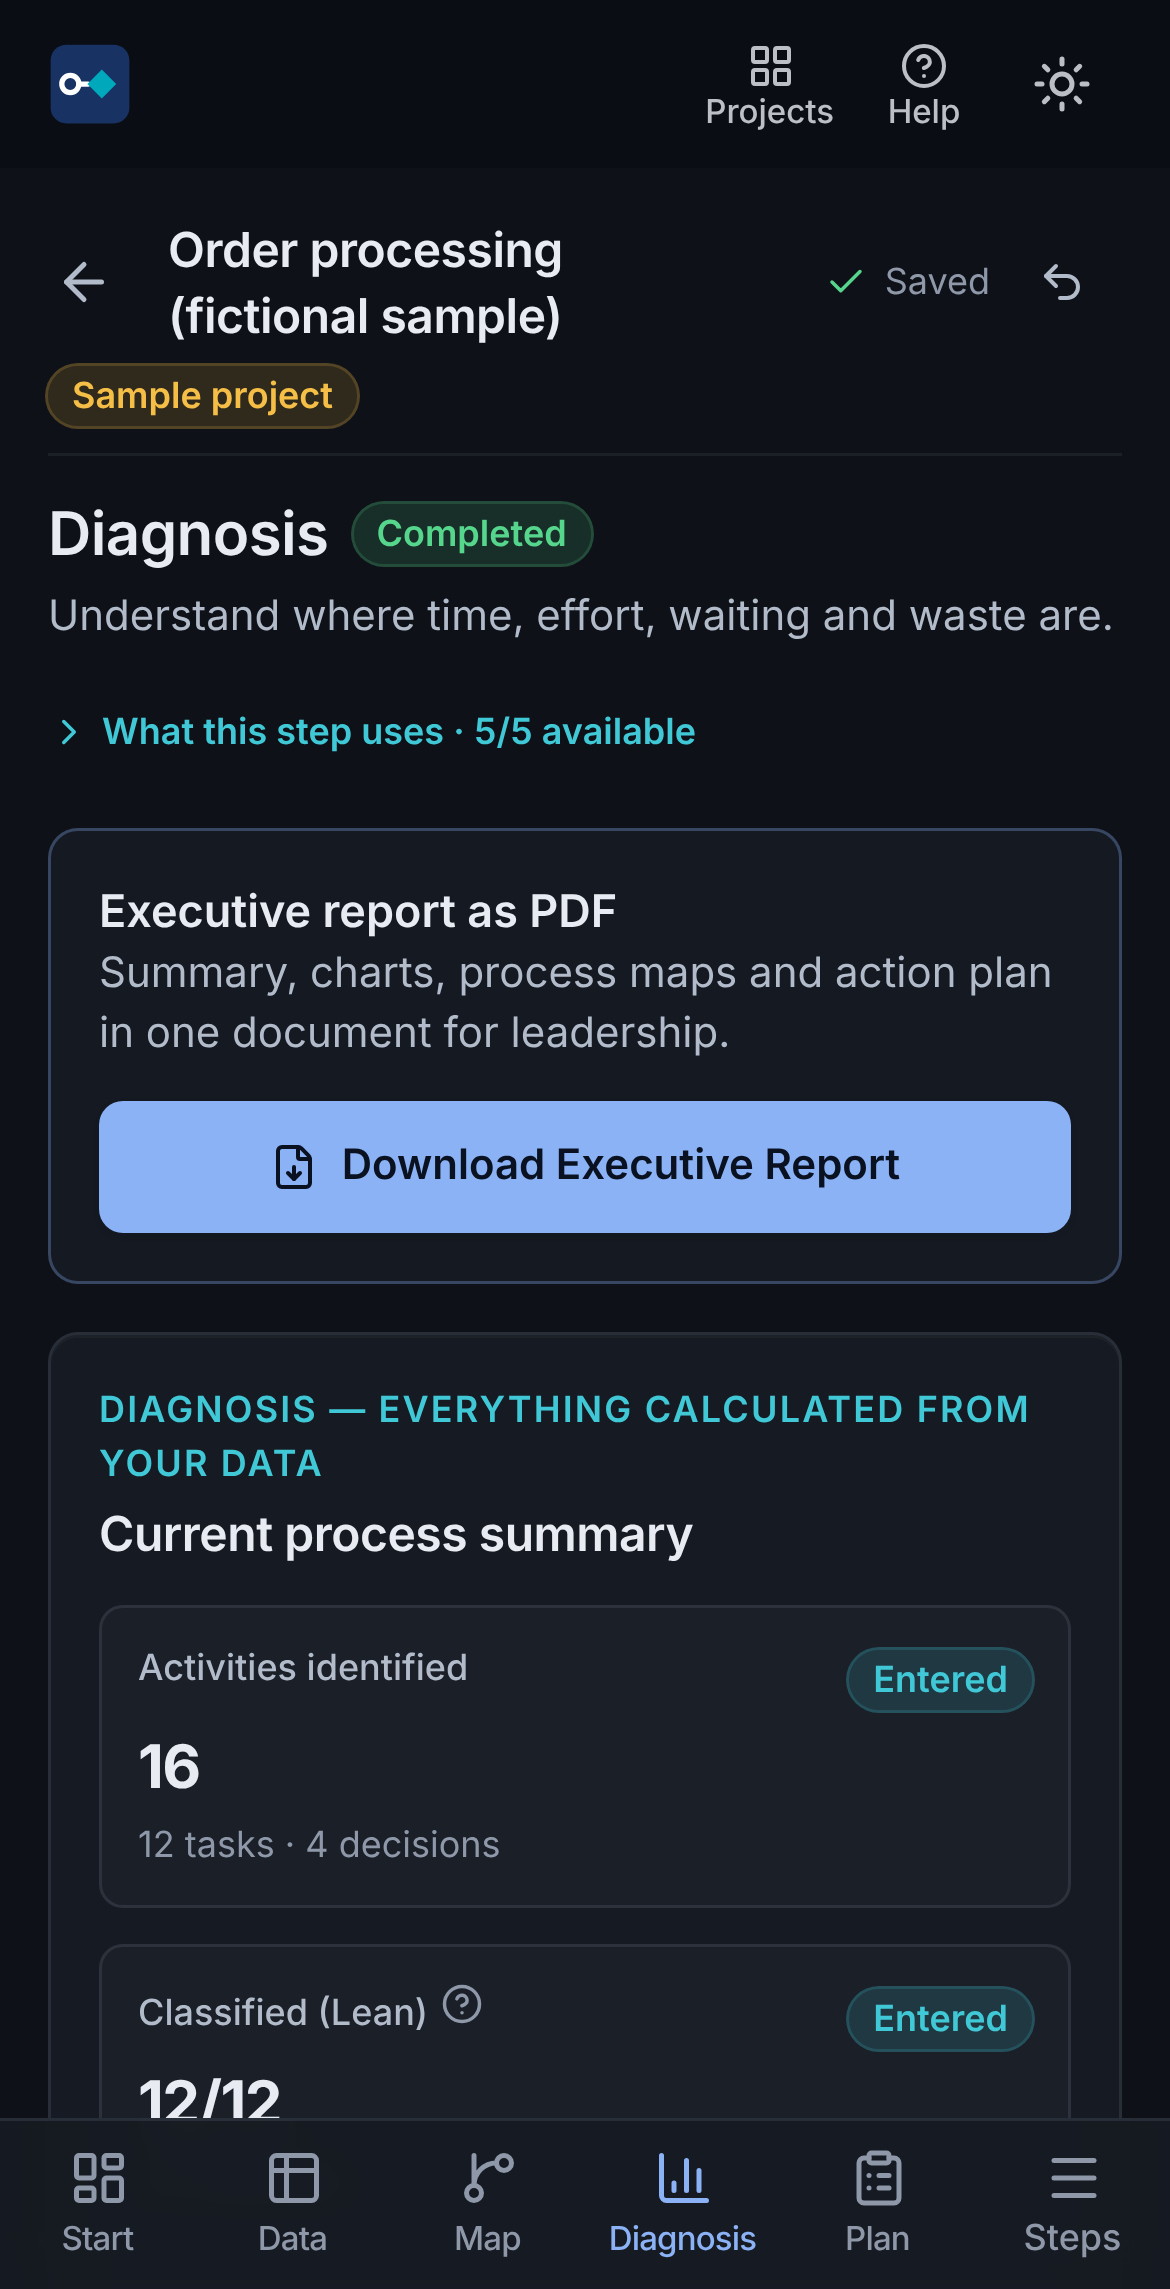 Projects
Help
Order processing
(fictional sample)
Saved
Sample project
Diagnosis
Completed
Understand where time, effort, waiting and waste are.
What this step uses · 5/5 available
Executive report as PDF
Summary, charts, process maps and action plan
in one document for leadership.
Download Executive Report
DIAGNOSIS — EVERYTHING CALCULATED FROM
YOUR DATA
Current process summary
Activities identified
Entered
16
12 tasks · 4 decisions
Classified (Lean)
Entered
12/12
Start
Data
Map
Diagnosis
Plan
Steps